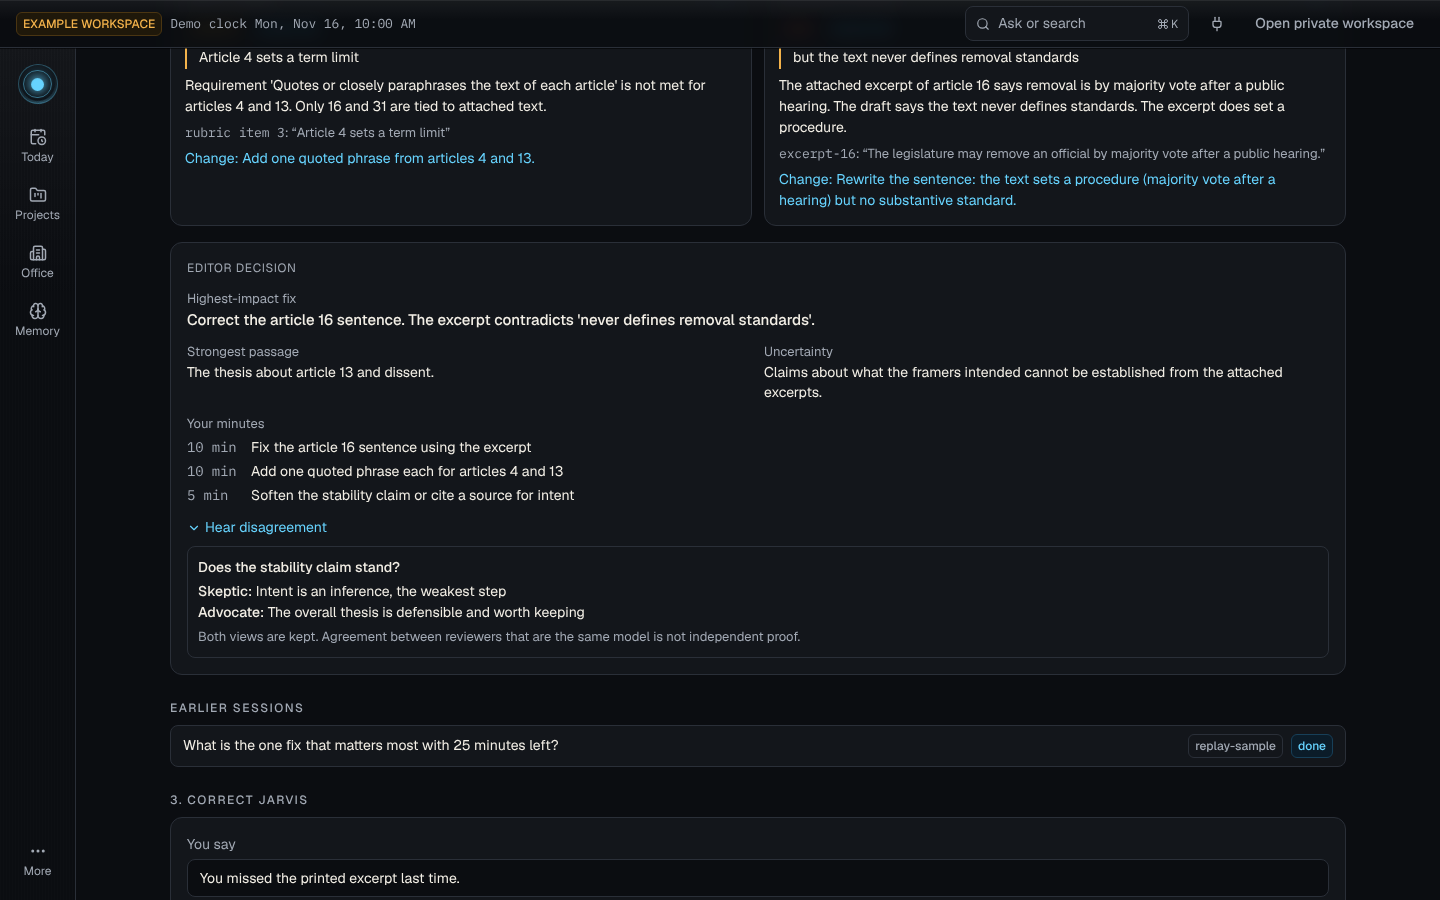 EXAMPLE WORKSPACE
Demo clock Mon, Nov 16, 10:00 AM
Ask or search
⌘K
Open private workspace
Today
Projects
Office
Memory
More
Article 4 sets a term limit
Requirement 'Quotes or closely paraphrases the text of each article' is not met for
articles 4 and 13. Only 16 and 31 are tied to attached text.
rubric item 3: “Article 4 sets a term limit”
Change: Add one quoted phrase from articles 4 and 13.
but the text never defines removal standards
The attached excerpt of article 16 says removal is by majority vote after a public
hearing. The draft says the text never defines standards. The excerpt does set a
procedure.
excerpt-16: “The legislature may remove an official by majority vote after a public hearing.”
Change: Rewrite the sentence: the text sets a procedure (majority vote after a
hearing) but no substantive standard.
EDITOR DECISION
Highest-impact fix
Correct the article 16 sentence. The excerpt contradicts 'never defines removal standards'.
Strongest passage
The thesis about article 13 and dissent.
Uncertainty
Claims about what the framers intended cannot be established from the attached
excerpts.
Your minutes
10 min Fix the article 16 sentence using the excerpt
10 min Add one quoted phrase each for articles 4 and 13
5 min Soften the stability claim or cite a source for intent
Hear disagreement
Does the stability claim stand?
Skeptic: Intent is an inference, the weakest step
Advocate: The overall thesis is defensible and worth keeping
Both views are kept. Agreement between reviewers that are the same model is not independent proof.
EARLIER SESSIONS
What is the one fix that matters most with 25 minutes left?
replay-sample
done
3. CORRECT JARVIS
You say
You missed the printed excerpt last time.